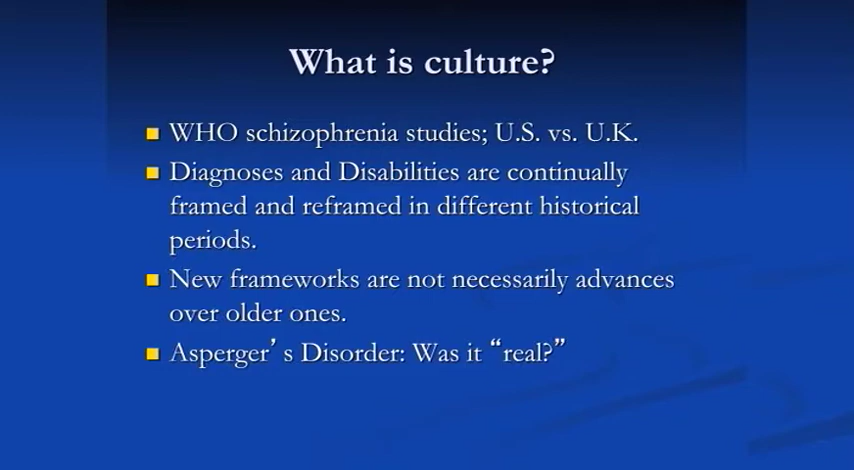 What is culture?
WHO schizophrenia studies; U.S. vs. U.K.
Diagnoses and Disabilities are continually
framed and reframed in different historical
periods.
New frameworks are not necessarily advances
over older ones.
Asperger’ s Disorder: Was it “real?”